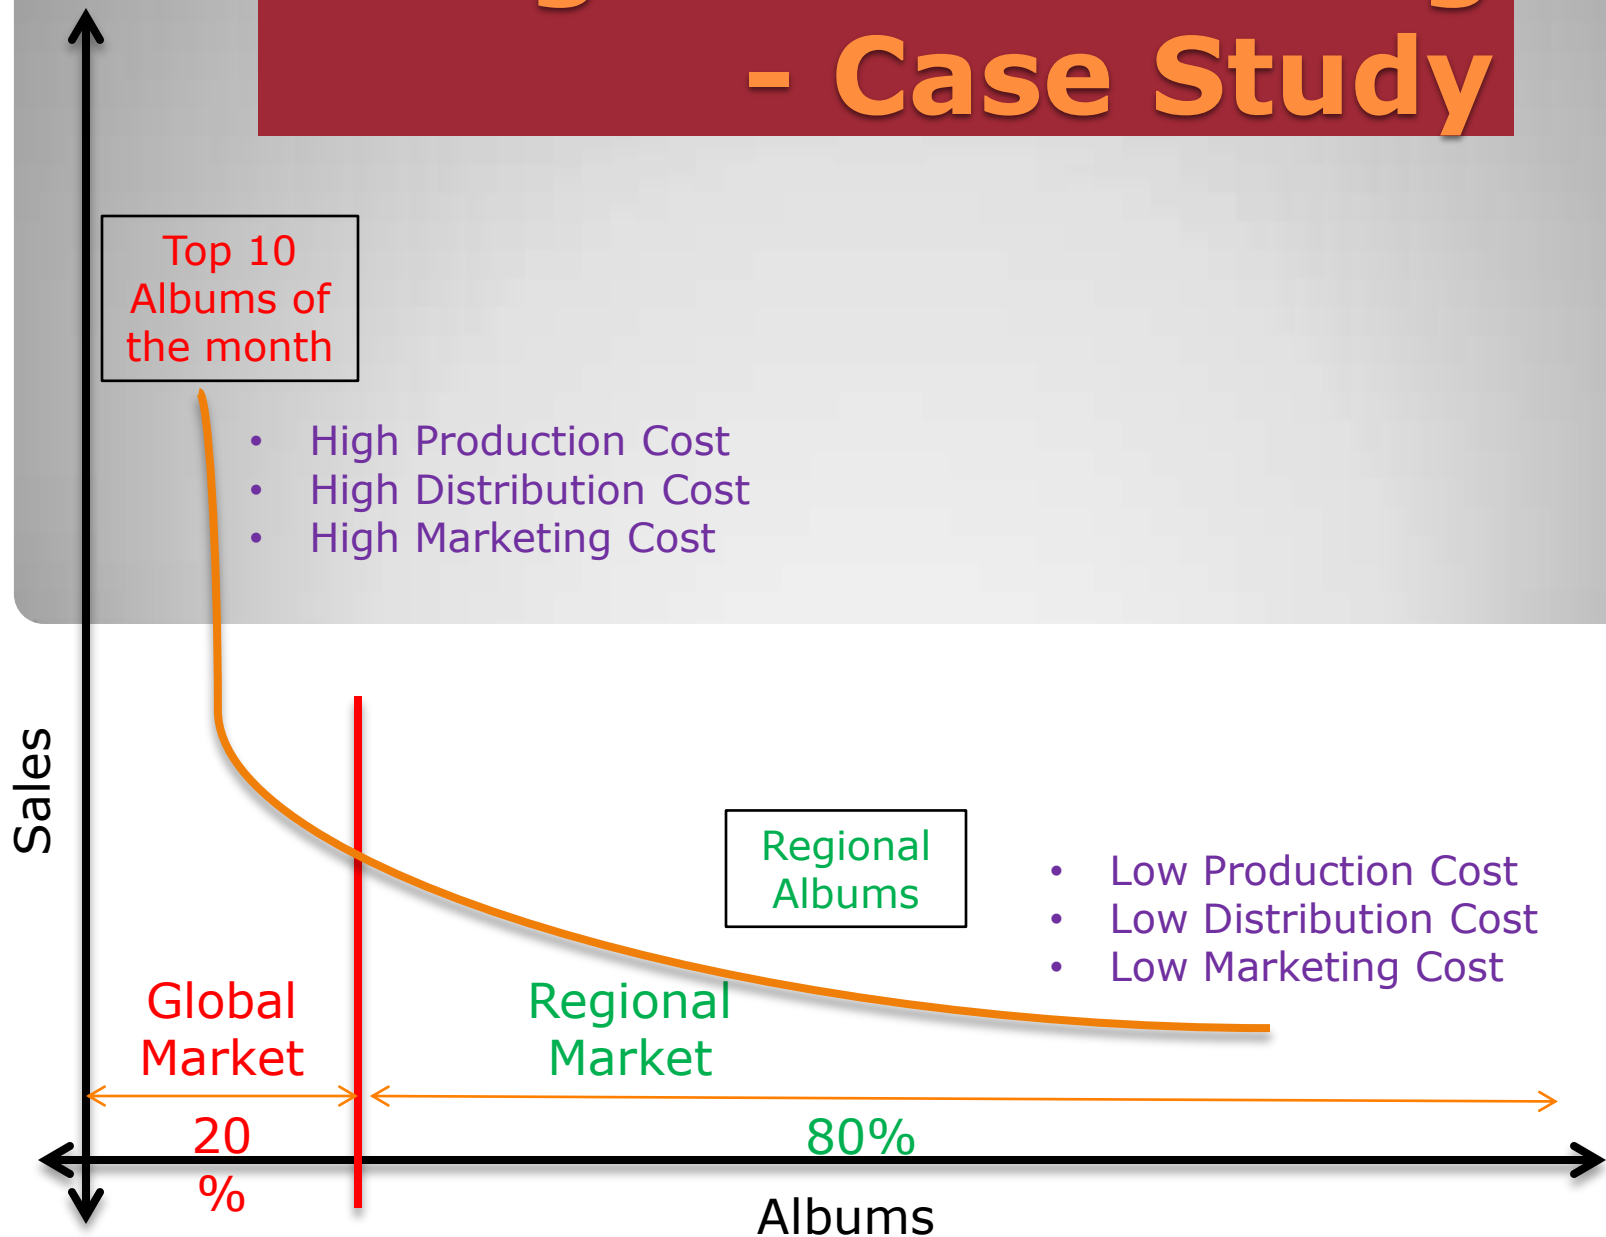 - Case Study
Top 10
Albums of
the month
• High Production Cost
• High Distribution Cost
• High Marketing Cost
Sales
Regional
Albums
• Low Production Cost
• Low Distribution Cost
• Low Marketing Cost
Global
Market
Regional
Market
20
%
80%
Albums